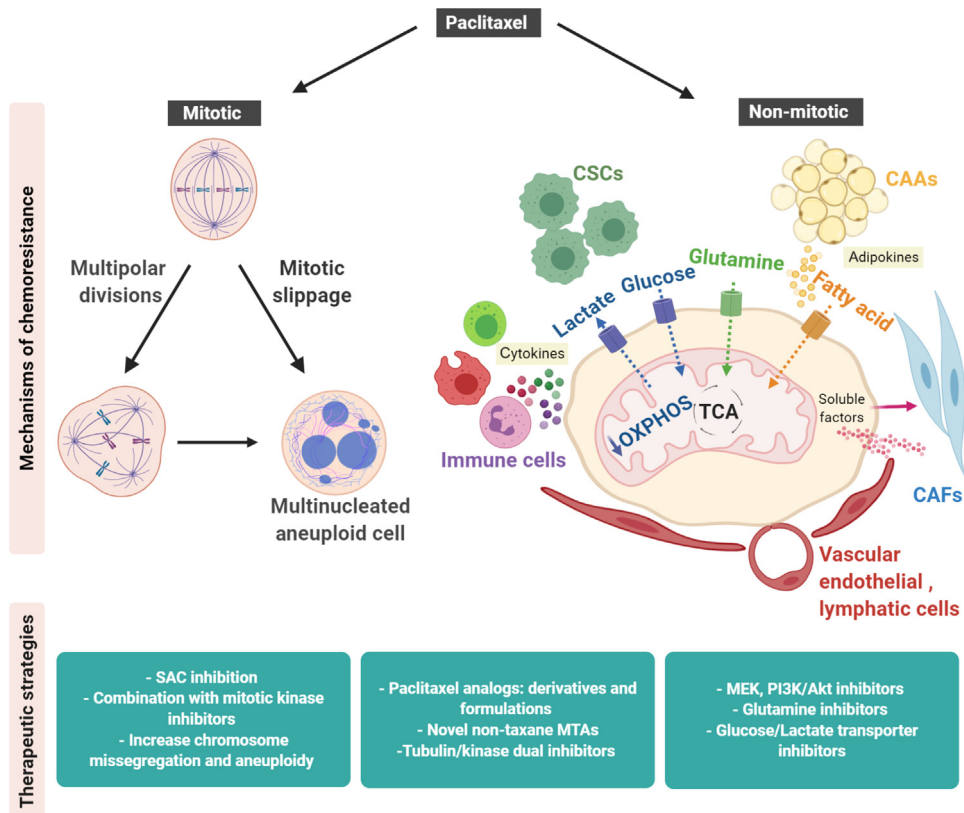 Paclitaxel
Mitotic
Non-mitotic
Mechanisms of chemoresistance
Multipolar
divisions
Mitotic
slippage
Multinucleated
aneuploid cell
CSCs
CAAs
Adipokines
Lactate
Glucose
Glutamine
Fatty acid
Cytokines
Immune cells
OXPHOS
TCA
Soluble
factors
CAFs
Vascular
endothelial ,
lymphatic cells
Therapeutic strategies
- SAC inhibition
- Combination with mitotic kinase
inhibitors
- Increase chromosome
missegregation and aneuploidy
- Paclitaxel analogs: derivatives and
formulations
- Novel non-taxane MTAs
-Tubulin/kinase dual inhibitors
- MEK, PI3K/Akt inhibitors
- Glutamine inhibitors
- Glucose/Lactate transporter
inhibitors